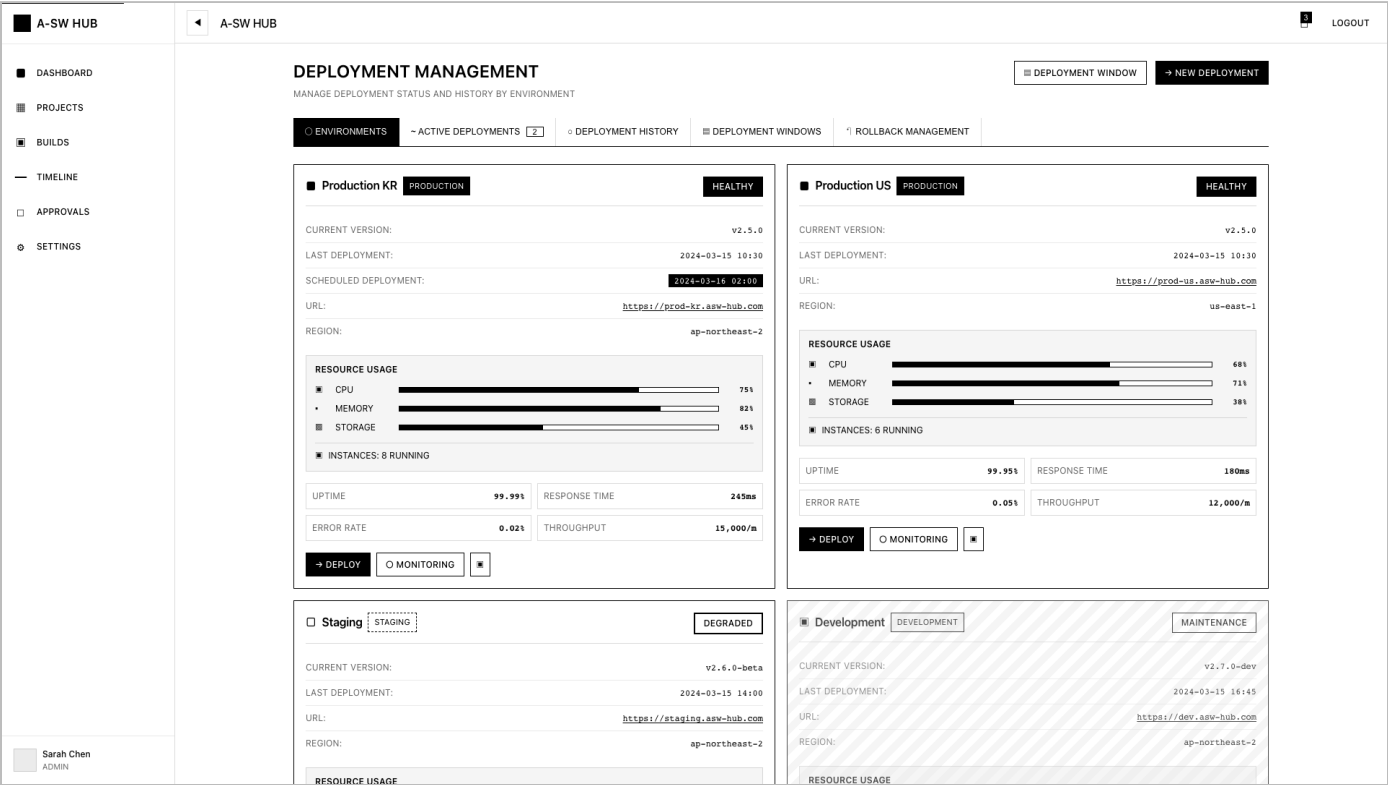 A-SW HUB
◀ A-SW HUB
3
LOGOUT
DASHBOARD
PROJECTS
BUILDS
TIMELINE
APPROVALS
SETTINGS
Sarah Chen
ADMIN
DEPLOYMENT MANAGEMENT
MANAGE DEPLOYMENT STATUS AND HISTORY BY ENVIRONMENT
DEPLOYMENT WINDOW
→ NEW DEPLOYMENT
ENVIRONMENTS
~ ACTIVE DEPLOYMENTS 2
DEPLOYMENT HISTORY
DEPLOYMENT WINDOWS
ROLLBACK MANAGEMENT
Production KR PRODUCTION HEALTHY
CURRENT VERSION: v2.5.0
LAST DEPLOYMENT: 2024-03-15 10:30
SCHEDULED DEPLOYMENT: 2024-03-16 02:00
URL: https://prod-kr.asw-hub.com
REGION: ap-northeast-2
RESOURCE USAGE
CPU 75%
MEMORY 82%
STORAGE 45%
INSTANCES: 8 RUNNING
UPTIME 99.99%
RESPONSE TIME 245ms
ERROR RATE 0.02%
THROUGHPUT 15,000/m
→ DEPLOY
MONITORING
Production US PRODUCTION HEALTHY
CURRENT VERSION: v2.5.0
LAST DEPLOYMENT: 2024-03-15 10:30
URL: https://prod-us.asw-hub.com
REGION: us-east-1
RESOURCE USAGE
CPU 68%
MEMORY 71%
STORAGE 38%
INSTANCES: 6 RUNNING
UPTIME 99.95%
RESPONSE TIME 180ms
ERROR RATE 0.05%
THROUGHPUT 12,000/m
→ DEPLOY
MONITORING
Staging STAGING DEGRADED
CURRENT VERSION: v2.6.0-beta
LAST DEPLOYMENT: 2024-03-15 14:00
URL: https://staging.asw-hub.com
REGION: ap-northeast-2
RESOURCE USAGE
Development DEVELOPMENT MAINTENANCE
CURRENT VERSION: v2.7.0-dev
LAST DEPLOYMENT: 2024-03-15 16:45
URL: https://dev.asw-hub.com
REGION: ap-northeast-2
RESOURCE USAGE